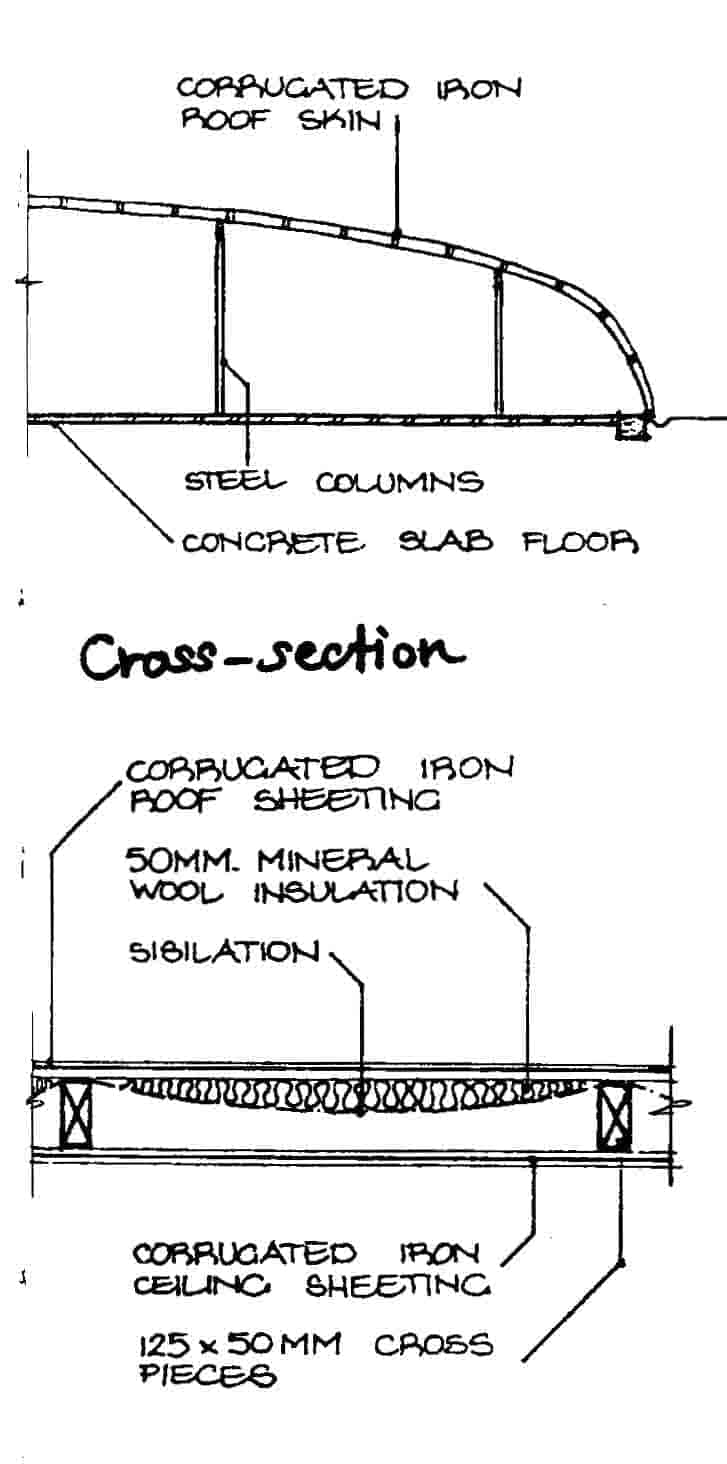 CORRUGATED IRON
ROOF SKIN
STEEL COLUMNS
CONCRETE SLAB FLOOR
Cross-section
CORRUGATED IRON
ROOF SHEETING
50MM. MINERAL
WOOL INSULATION
SISILATION
CORRUGATED IRON
CEILING SHEETING
125 x 50 MM CROSS
PIECES